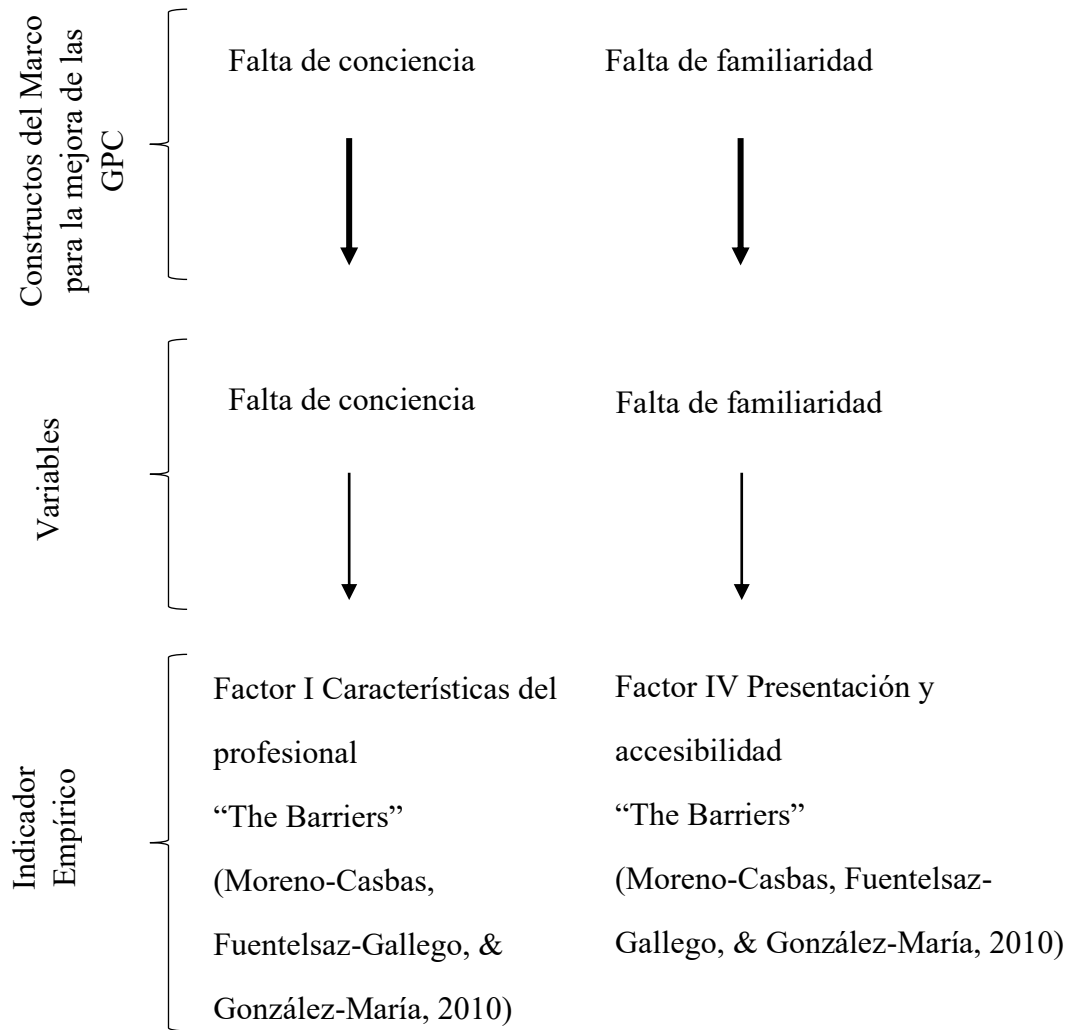 Constructos del Marco
para la mejora de las
GPC
Falta de conciencia
Falta de familiaridad
Variables
Falta de conciencia
Falta de familiaridad
Indicador
Empírico
Factor I Características del
profesional
“The Barriers”
(Moreno-Casbas,
Fuentelsaz-Gallego, &
González-María, 2010)
Factor IV Presentación y
accesibilidad
“The Barriers”
(Moreno-Casbas, Fuentelsaz-
Gallego, & González-María, 2010)